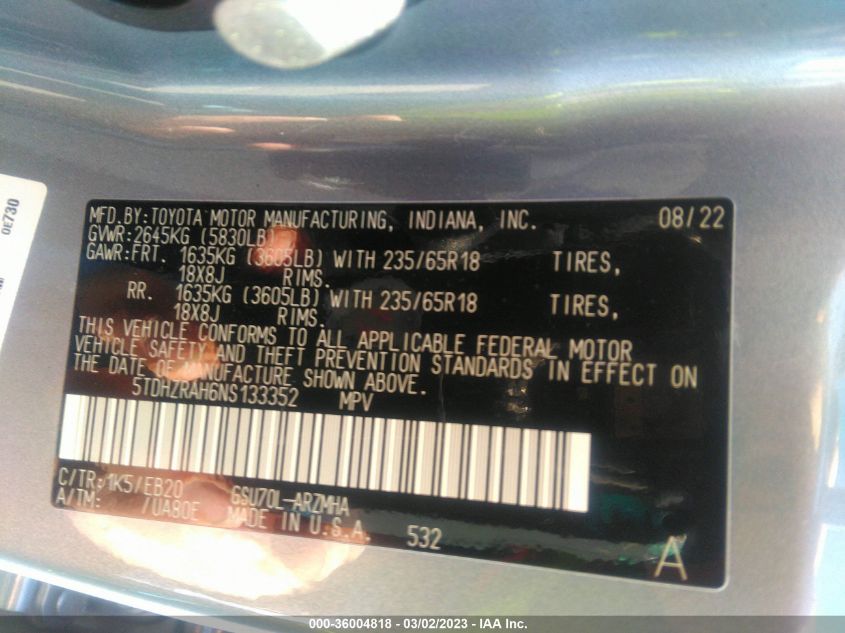 OE730
MFD.BY:TOYOTA MOTOR MANUFACTURING, INDIANA, INC. 08/22
GVWR:2645KG (5830LB)
GAWR:FRT. 1635KG (3605LB) WITH 235/65R18 TIRES,
18X8J RIMS.
RR. 1635KG (3605LB) WITH 235/65R18 TIRES,
18X8J RIMS.
THIS VEHICLE CONFORMS TO ALL APPLICABLE FEDERAL MOTOR
VEHICLE SAFETY AND THEFT PREVENTION STANDARDS IN EFFECT ON
THE DATE OF MANUFACTURE SHOWN ABOVE.
5TDHZRAH6NS133352 MPV
C/TR:1K5/EB20 GSU70L-ARZMHA
A/TM: /UA80E MADE IN U.S.A. 532
A
000-36004818 - 03/02/2023 - IAA Inc.